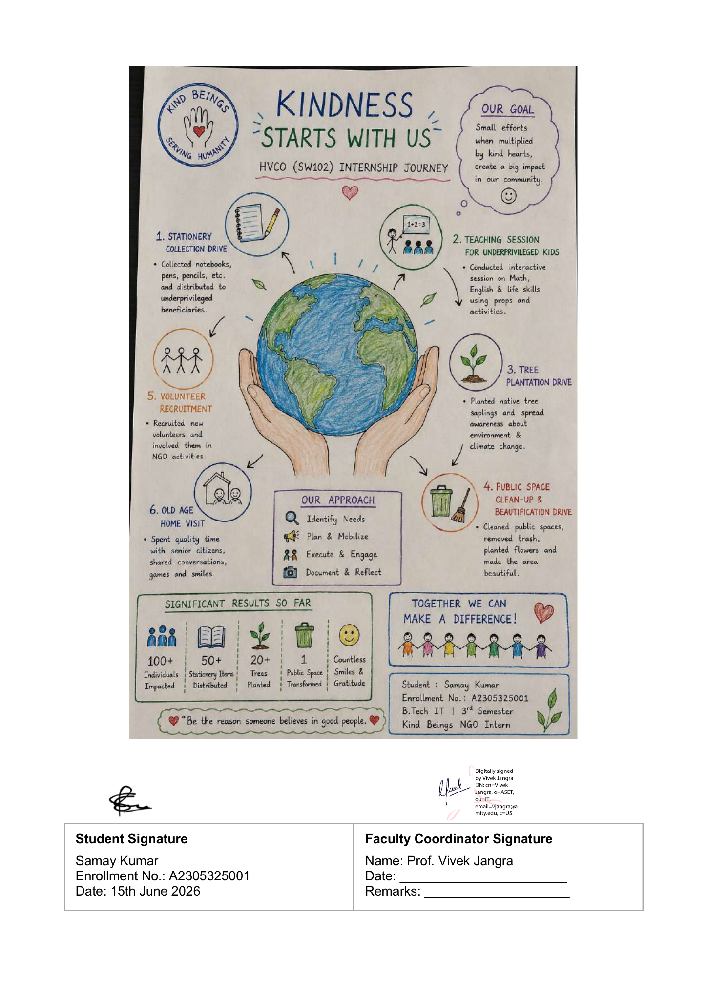 KIND BEINGS
SERVING HUMANITY
KINDNESS
STARTS WITH US
HVCO (SW102) INTERNSHIP JOURNEY
OUR GOAL
Small efforts
when multiplied
by kind hearts,
create a big impact
in our community.
1. STATIONERY
COLLECTION DRIVE
• Collected notebooks,
pens, pencils, etc.
and distributed to
underprivileged
beneficiaries.
1+2=3
2. TEACHING SESSION
FOR UNDERPRIVILEGED KIDS
• Conducted interactive
session on Math,
English & life skills
using props and
activities.
3. TREE
PLANTATION DRIVE
• Planted native tree
saplings and spread
awareness about
environment &
climate change.
4. PUBLIC SPACE
CLEAN-UP &
BEAUTIFICATION DRIVE
• Cleaned public spaces,
removed trash,
planted flowers and
made the area
beautiful.
5. VOLUNTEER
RECRUITMENT
• Recruited new
volunteers and
involved them in
NGO activities.
6. OLD AGE
HOME VISIT
• Spent quality time
with senior citizens,
shared conversations,
games and smiles.
OUR APPROACH
Identify Needs
Plan & Mobilize
Execute & Engage
Document & Reflect
SIGNIFICANT RESULTS SO FAR
100+
Individuals
Impacted
50+
Stationery Items
Distributed
20+
Trees
Planted
1
Public Space
Transformed
Countless
Smiles &
Gratitude
"Be the reason someone believes in good people.
TOGETHER WE CAN
MAKE A DIFFERENCE!
Student : Samay Kumar
Enrollment No.: A2305325001
B.Tech IT | 3rd Semester
Kind Beings NGO Intern
Digitally signed
by Vivek Jangra
DN: cn=Vivek
Jangra, o=ASET,
ou=IT,
email=vjangra@a
mity.edu, c=US
Student Signature
Samay Kumar
Enrollment No.: A2305325001
Date: 15th June 2026
Faculty Coordinator Signature
Name: Prof. Vivek Jangra
Date: _______________________
Remarks: ____________________